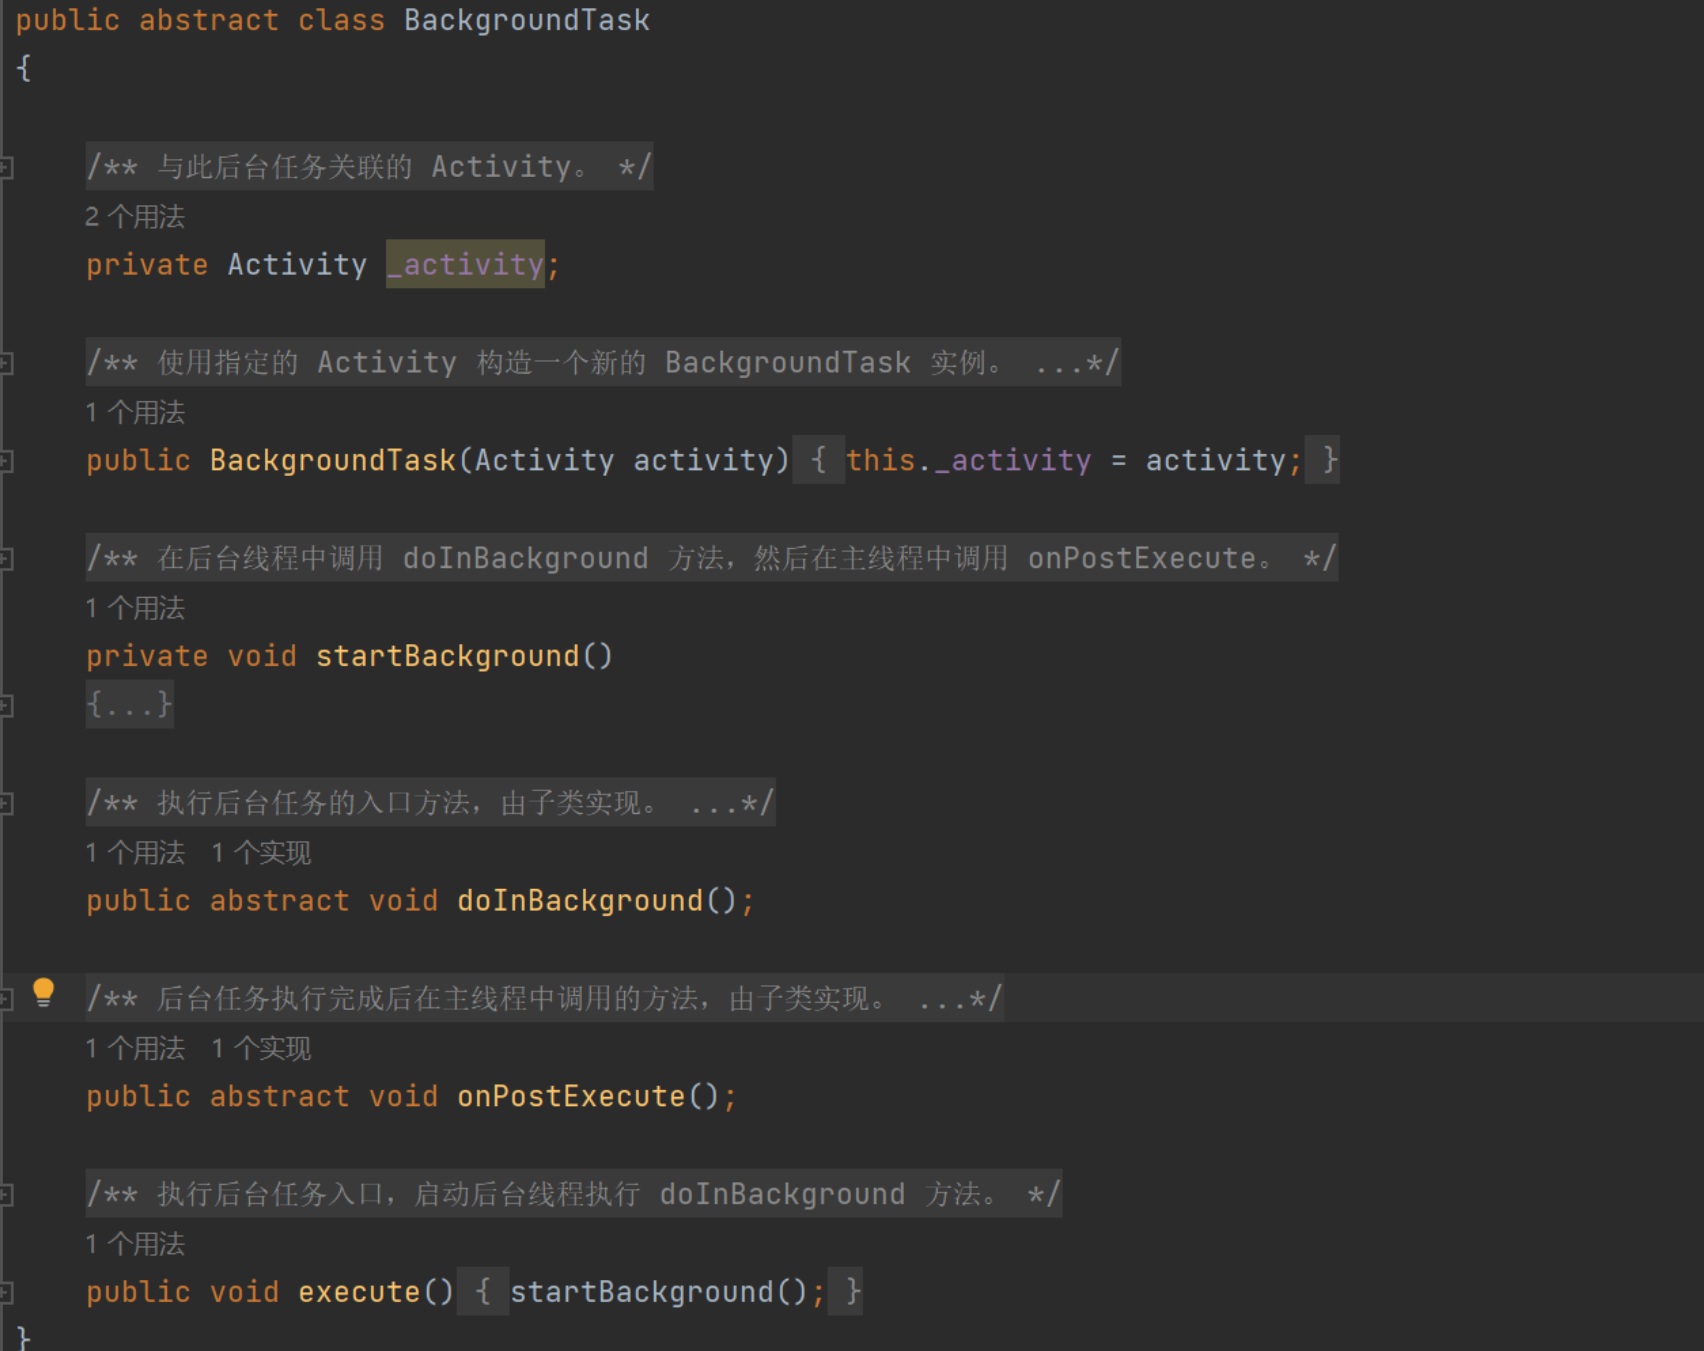 public abstract class BackgroundTask
{
/** 与此后台任务关联的 Activity。 */
2 个用法
private Activity _activity;
/** 使用指定的 Activity 构造一个新的 BackgroundTask 实例。 ...*/
1 个用法
public BackgroundTask(Activity activity) { this._activity = activity; }
/** 在后台线程中调用 doInBackground 方法，然后在主线程中调用 onPostExecute。 */
1 个用法
private void startBackground()
{...}
/** 执行后台任务的入口方法，由子类实现。 ...*/
1 个用法 1 个实现
public abstract void doInBackground();
/** 后台任务执行完成后在主线程中调用的方法，由子类实现。 ...*/
1 个用法 1 个实现
public abstract void onPostExecute();
/** 执行后台任务入口，启动后台线程执行 doInBackground 方法。 */
1 个用法
public void execute() { startBackground(); }
}